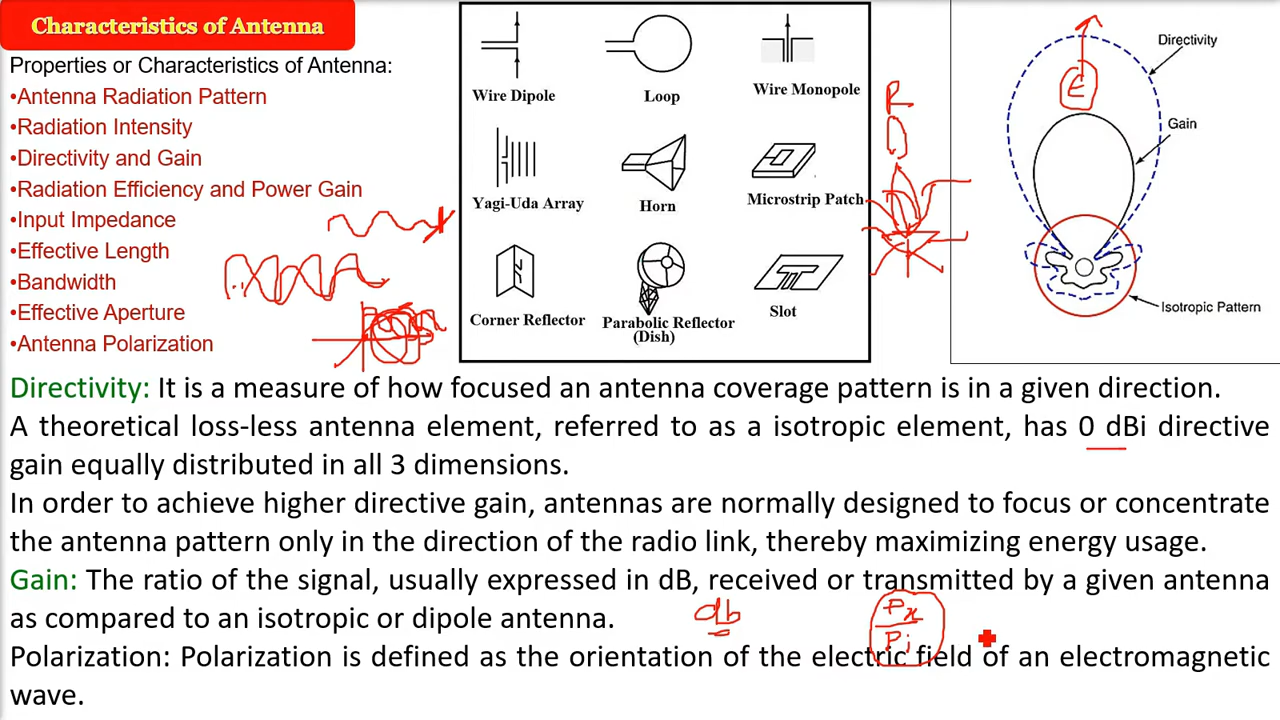 Characteristics of Antenna
Properties or Characteristics of Antenna:
•Antenna Radiation Pattern
•Radiation Intensity
•Directivity and Gain
•Radiation Efficiency and Power Gain
•Input Impedance
•Effective Length
•Bandwidth
•Effective Aperture
•Antenna Polarization
Wire Dipole
Loop
Wire Monopole
Yagi-Uda Array
Horn
Microstrip Patch
Corner Reflector
Parabolic Reflector
(Dish)
Slot
R
D
E
Directivity
Gain
Isotropic Pattern
Directivity: It is a measure of how focused an antenna coverage pattern is in a given direction.
A theoretical loss-less antenna element, referred to as a isotropic element, has 0 dBi directive
gain equally distributed in all 3 dimensions.
In order to achieve higher directive gain, antennas are normally designed to focus or concentrate
the antenna pattern only in the direction of the radio link, thereby maximizing energy usage.
Gain: The ratio of the signal, usually expressed in dB, received or transmitted by a given antenna
as compared to an isotropic or dipole antenna.
db
Px
Pi
Polarization: Polarization is defined as the orientation of the electric field of an electromagnetic
wave.